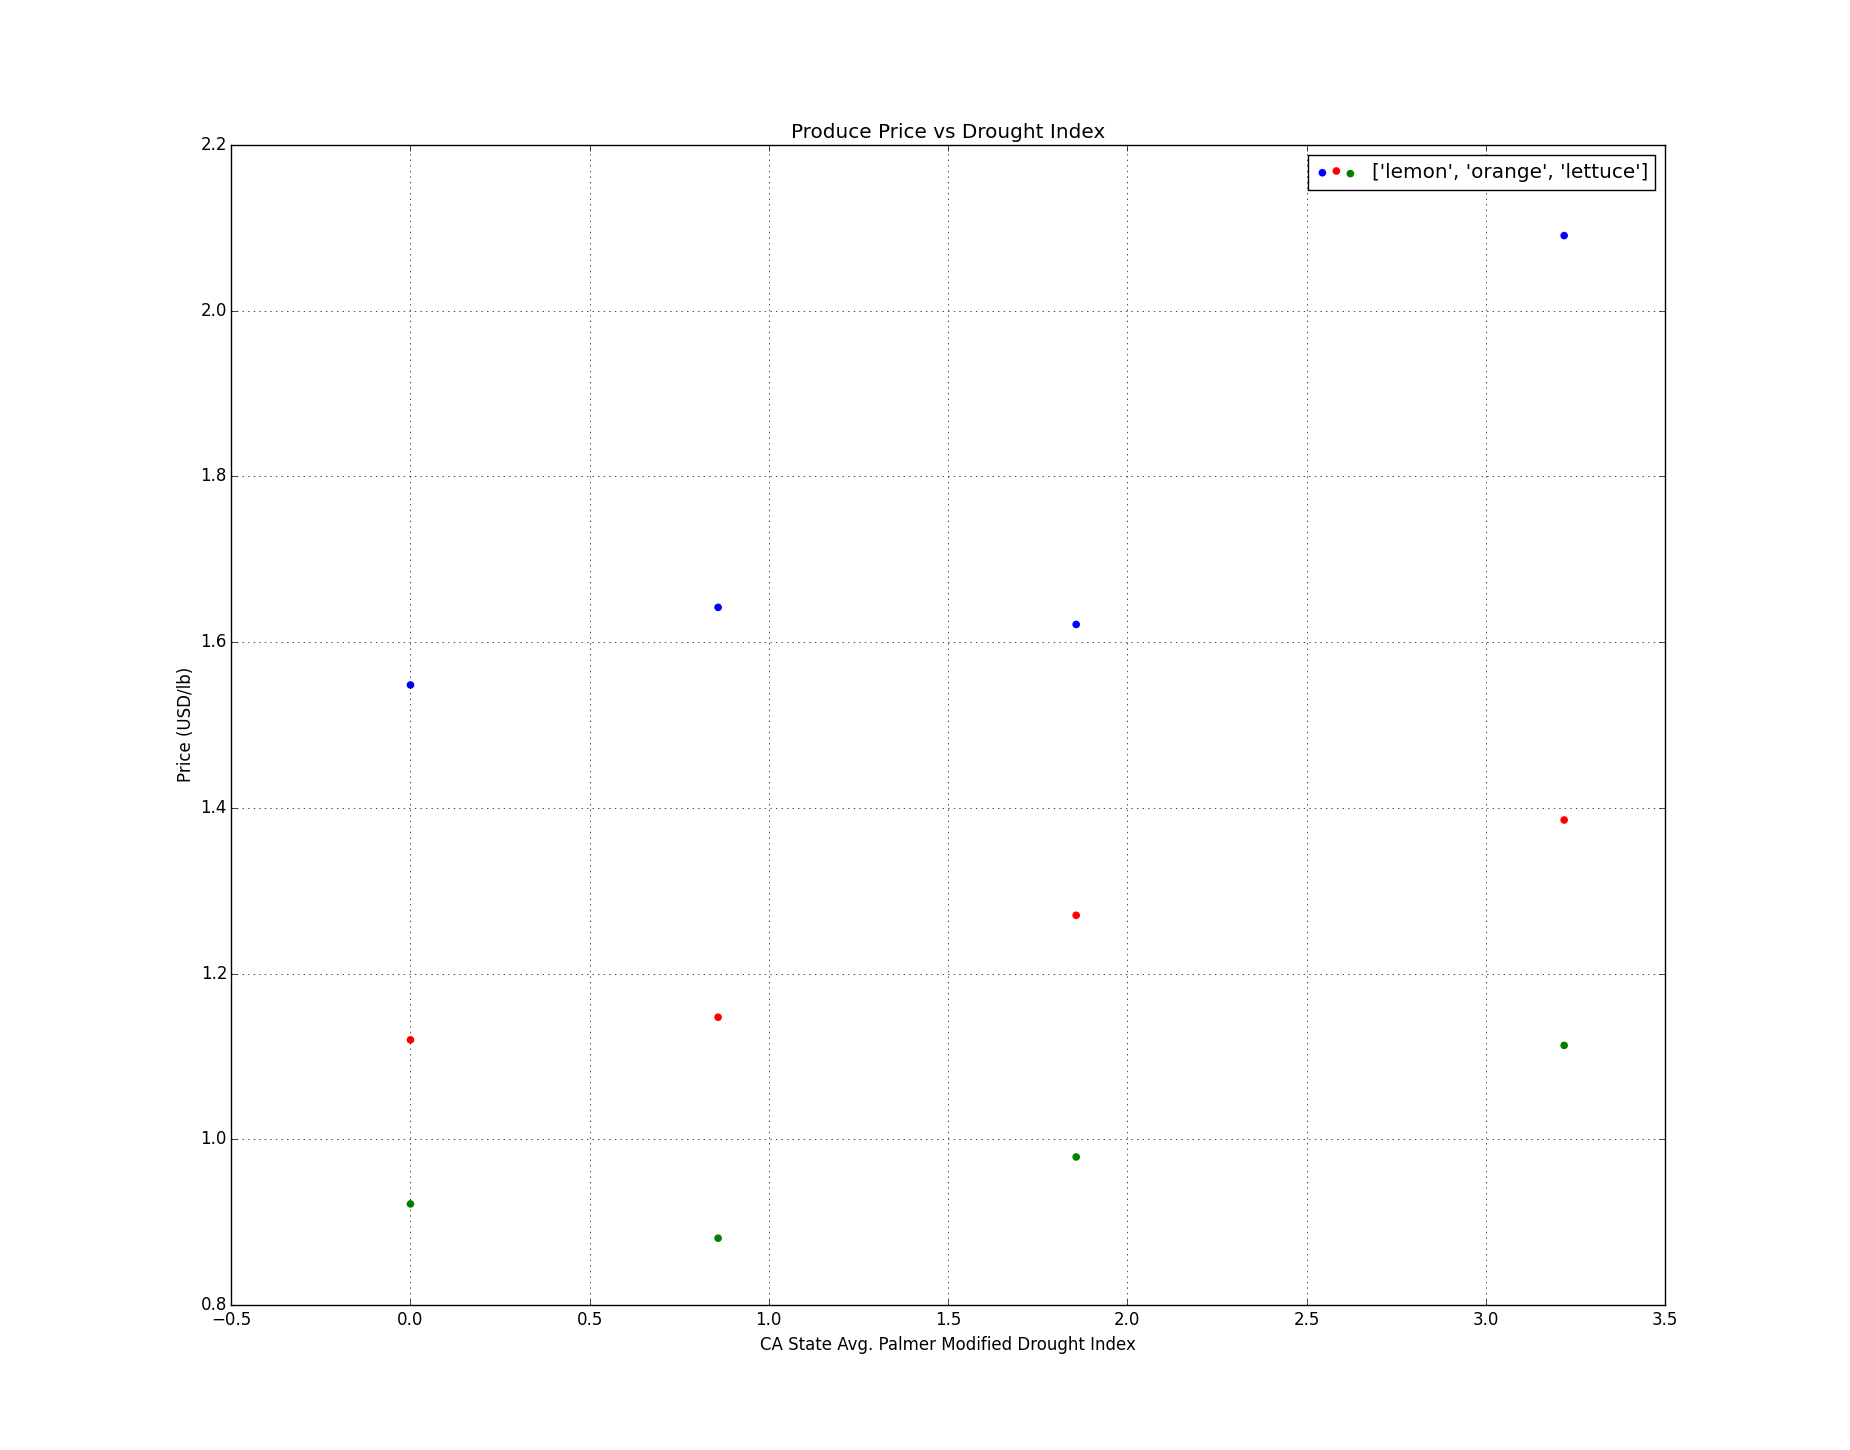 Produce Price vs Drought Index
['lemon', 'orange', 'lettuce']
2.2
2.0
1.8
1.6
1.4
1.2
1.0
0.8
Price (USD/lb)
−0.5 0.0 0.5 1.0 1.5 2.0 2.5 3.0 3.5
CA State Avg. Palmer Modified Drought Index